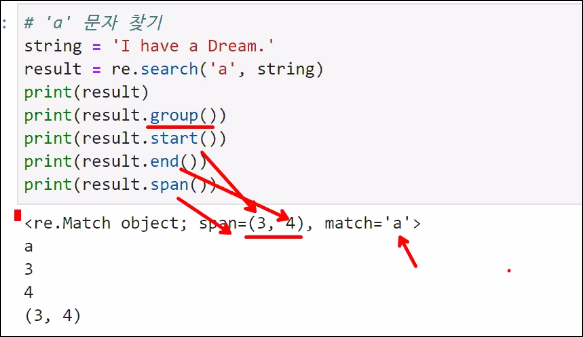 :
# 'a' 문자 찾기
string = 'I have a Dream.'
result = re.search('a', string)
print(result)
print(result.group())
print(result.start())
print(result.end())
print(result.span())
<re.Match object; span=(3, 4), match='a'>
a
3
4
(3, 4)